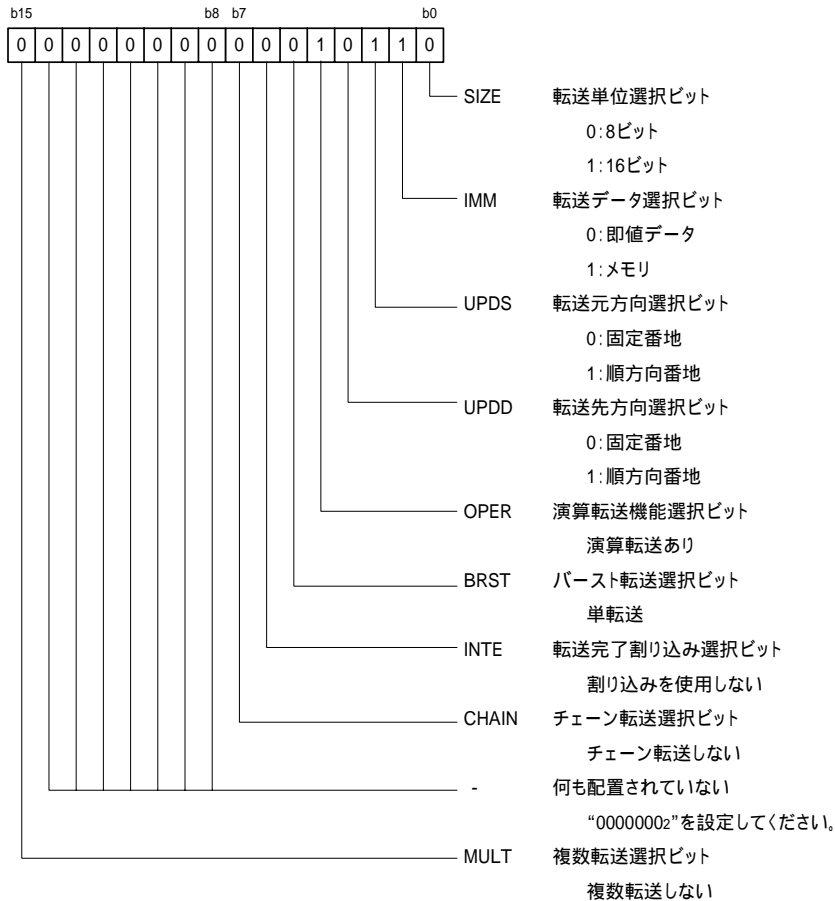 b15 b8 b7 b0
0 0 0 0 0 0 0 0 0 0 0 1 0 1 1 0
SIZE 転送単位選択ビット
0:8ビット
1:16ビット
IMM 転送データ選択ビット
0:即値データ
1:メモリ
UPDS 転送元方向選択ビット
0:固定番地
1:順方向番地
UPDD 転送先方向選択ビット
0:固定番地
1:順方向番地
OPER 演算転送機能選択ビット
演算転送あり
BRST バースト転送選択ビット
単転送
INTE 転送完了割り込み選択ビット
割り込みを使用しない
CHAIN チェーン転送選択ビット
チェーン転送しない
- 何も配置されていない
“00000002”を設定してください。
MULT 複数転送選択ビット
複数転送しない